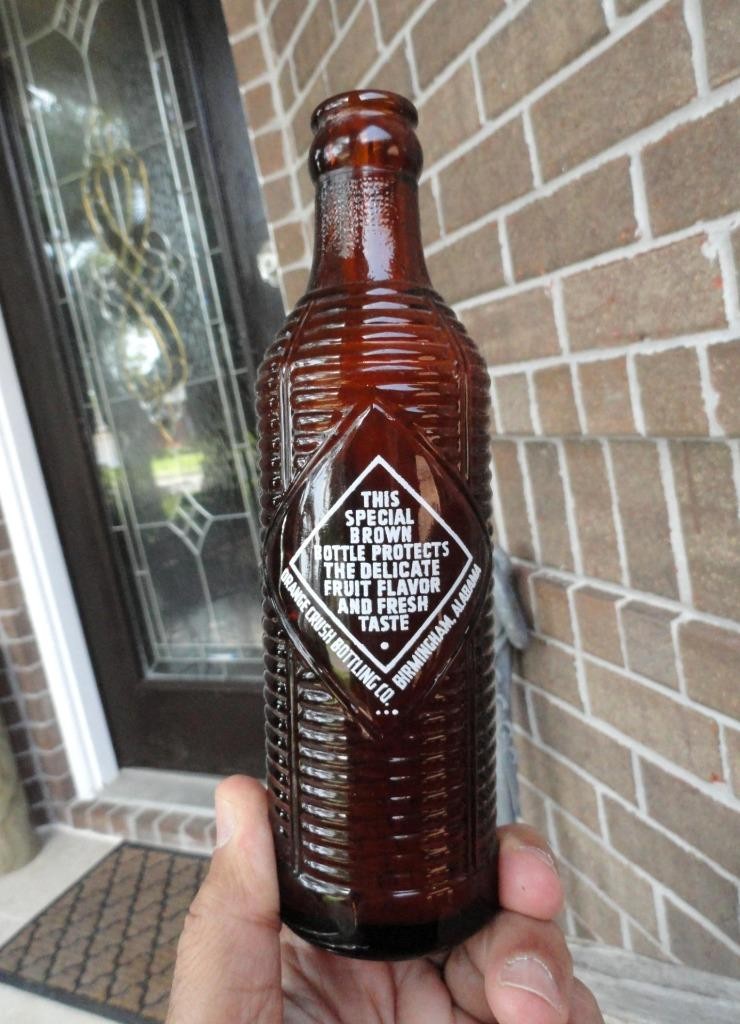 THIS
SPECIAL
BROWN
BOTTLE PROTECTS
THE DELICATE
FRUIT FLAVOR
AND FRESH
TASTE
ORANGE CRUSH BOTTLING CO.
BIRMINGHAM, ALABAMA